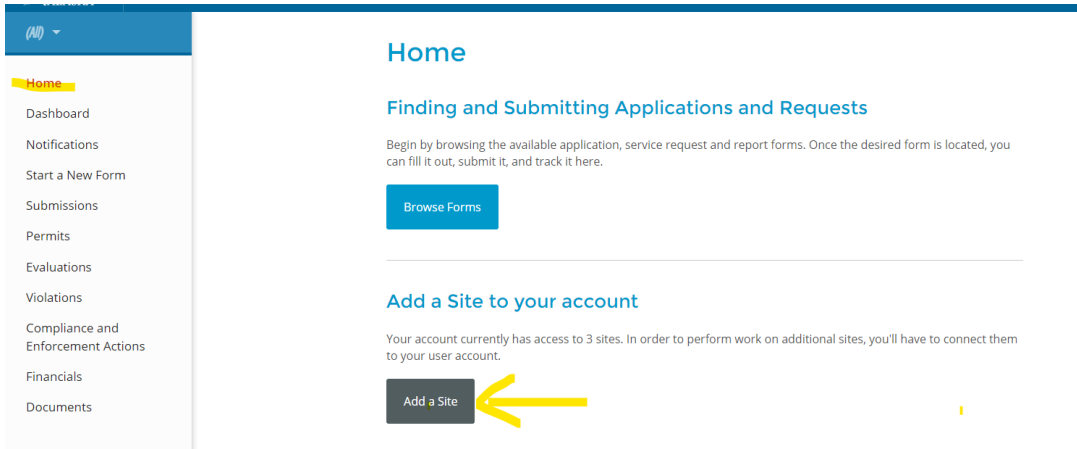 (All)
Home
Dashboard
Notifications
Start a New Form
Submissions
Permits
Evaluations
Violations
Compliance and
Enforcement Actions
Financials
Documents
Home
Finding and Submitting Applications and Requests
Begin by browsing the available application, service request and report forms. Once the desired form is located, you
can fill it out, submit it, and track it here.
Browse Forms
Add a Site to your account
Your account currently has access to 3 sites. In order to perform work on additional sites, you'll have to connect them
to your user account.
Add a Site